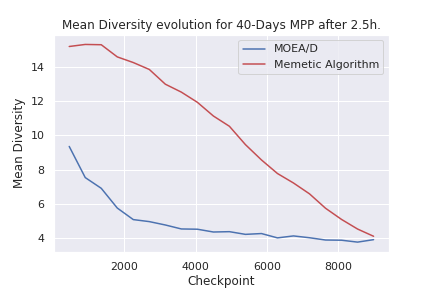 Mean Diversity evolution for 40-Days MPP after 2.5h.
MOEA/D
Memetic Algorithm
14
12
10
8
6
4
Mean Diversity
2000 4000 6000 8000
Checkpoint